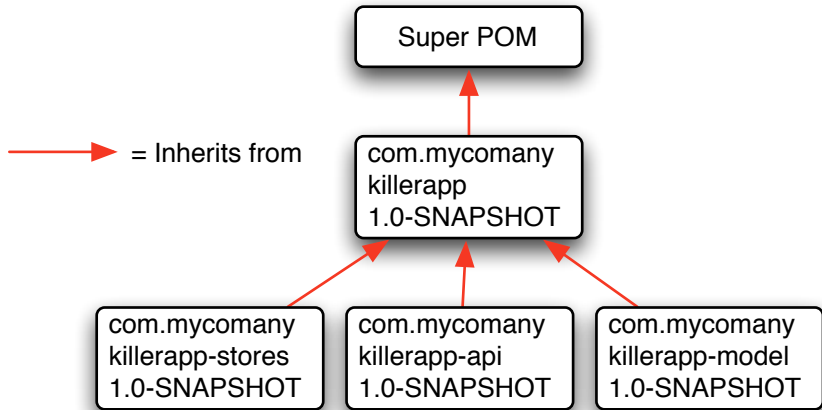 Super POM
= Inherits from
com.mycomany
killerapp
1.0-SNAPSHOT
com.mycomany
killerapp-stores
1.0-SNAPSHOT
com.mycomany
killerapp-api
1.0-SNAPSHOT
com.mycomany
killerapp-model
1.0-SNAPSHOT